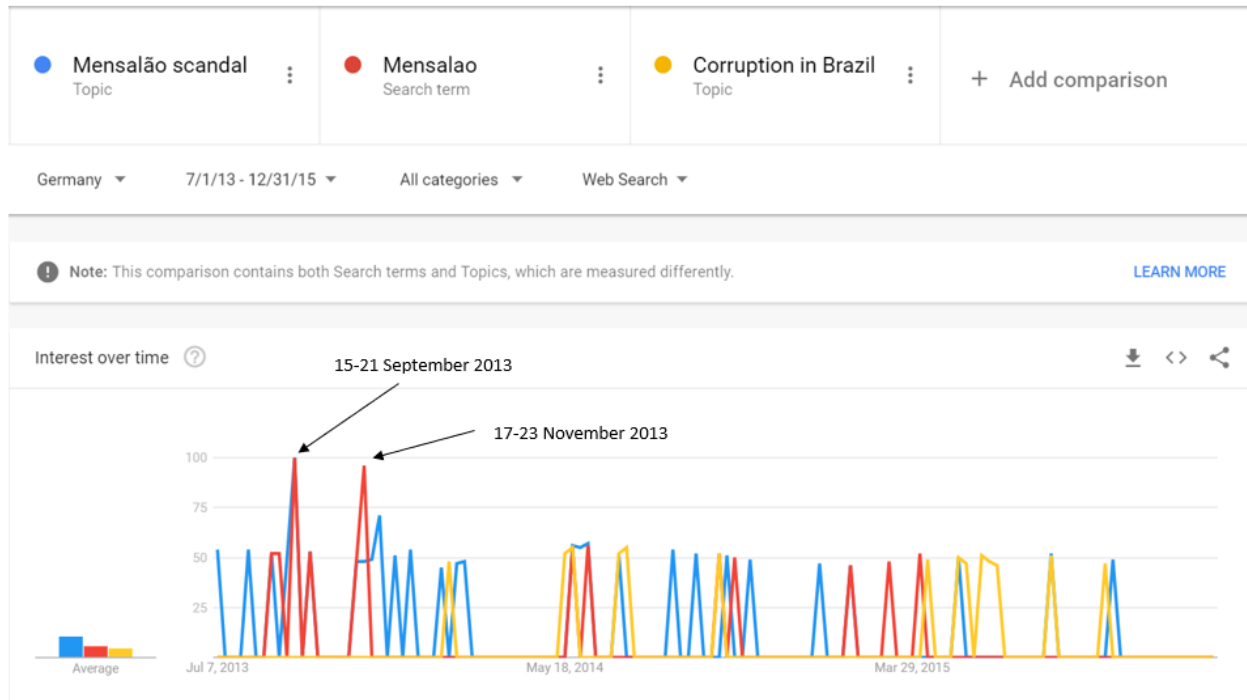 Mensalão scandal
Topic
Mensalao
Search term
Corruption in Brazil
Topic
+ Add comparison
Germany
7/1/13 - 12/31/15
All categories
Web Search
Note: This comparison contains both Search terms and Topics, which are measured differently.
LEARN MORE
Interest over time
15-21 September 2013
17-23 November 2013
100
75
50
25
Average
Jul 7, 2013
May 18, 2014
Mar 29, 2015